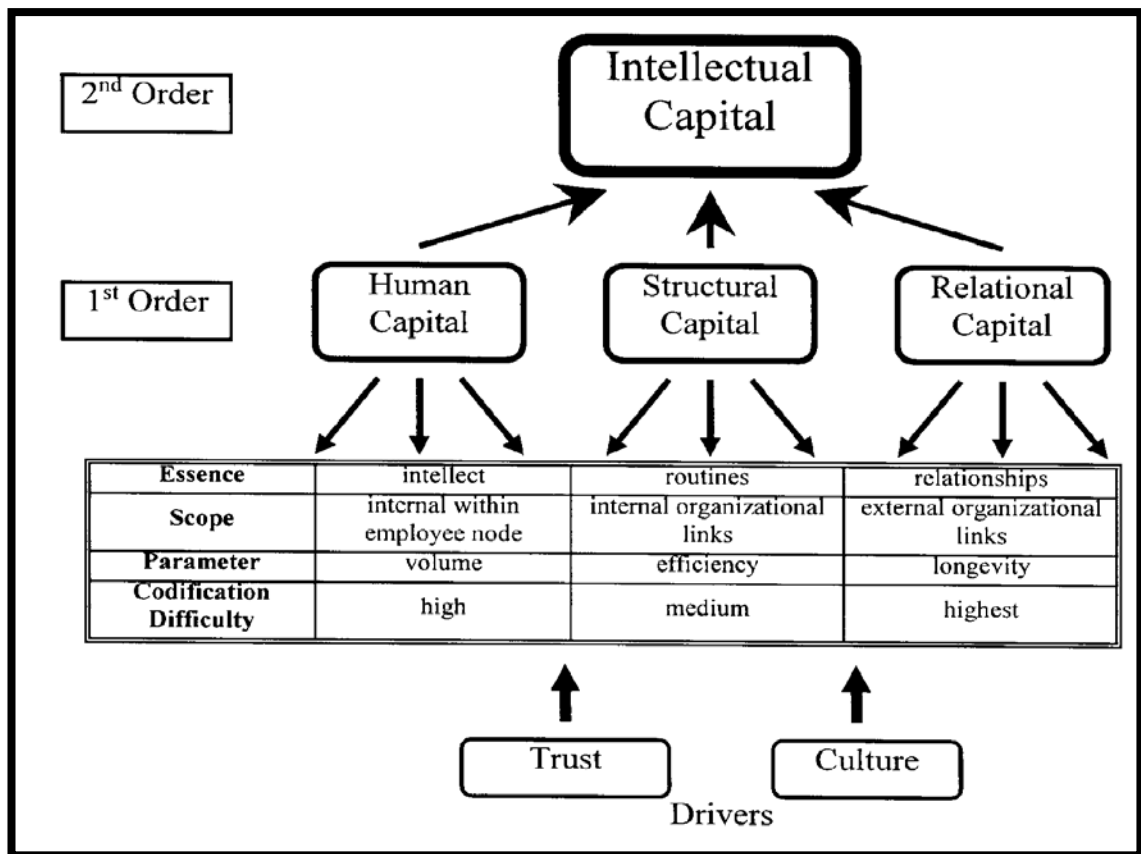 Intellectual
Capital
2nd Order
1st Order
Human
Capital
Structural
Capital
Relational
Capital
Essence intellect routines relationships
Scope internal within employee node internal organizational links external organizational links
Parameter volume efficiency longevity
Codification Difficulty high medium highest
Trust
Culture
Drivers